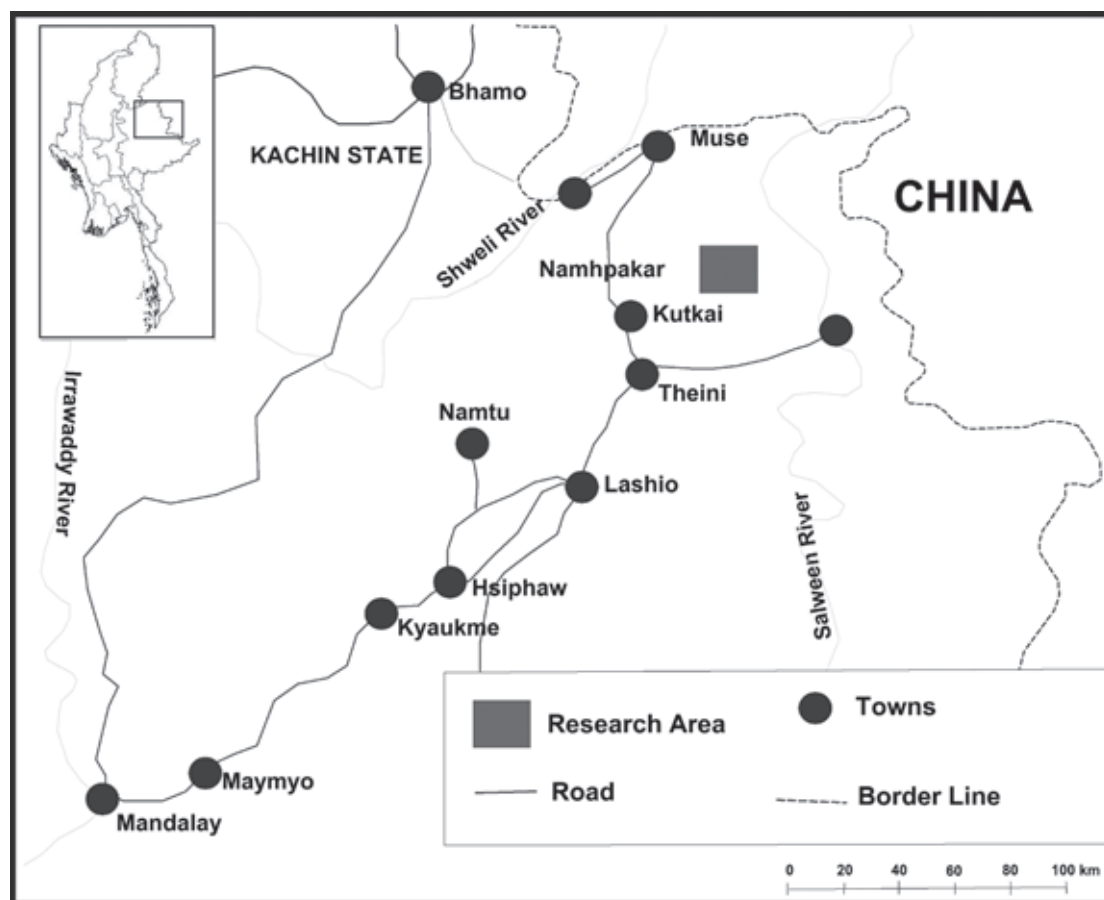 Bhamo
KACHIN STATE
Muse
CHINA
Shweli River
Namhpakar
Kutkai
Theini
Irrawaddy River
Namtu
Lashio
Salween River
Hsiphaw
Kyaukme
Maymyo
Mandalay
Research Area
Towns
Road
Border Line
0 20 40 60 80 100 km